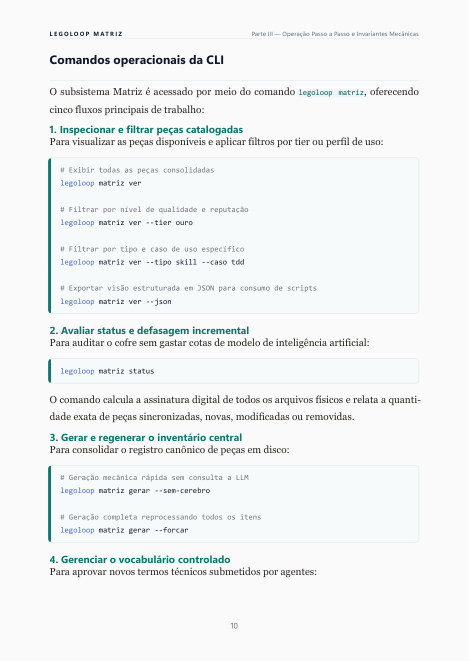 LEGOLOOP MATRIZ
Parte III — Operação Passo a Passo e Invariantes Mecânicas
Comandos operacionais da CLI
O subsistema Matriz é acessado por meio do comando legoloop matriz, oferecendo
cinco fluxos principais de trabalho:
1. Inspecionar e filtrar peças catalogadas
Para visualizar as peças disponíveis e aplicar filtros por tier ou perfil de uso:
# Exibir todas as peças consolidadas
legoloop matriz ver
# Filtrar por nível de qualidade e reputação
legoloop matriz ver --tier ouro
# Filtrar por tipo e caso de uso específico
legoloop matriz ver --tipo skill --caso tdd
# Exportar visão estruturada em JSON para consumo de scripts
legoloop matriz ver --json
2. Avaliar status e defasagem incremental
Para auditar o cofre sem gastar cotas de modelo de inteligência artificial:
legoloop matriz status
O comando calcula a assinatura digital de todos os arquivos físicos e relata a quanti-
dade exata de peças sincronizadas, novas, modificadas ou removidas.
3. Gerar e regenerar o inventário central
Para consolidar o registro canônico de peças em disco:
# Geração mecânica rápida sem consulta a LLM
legoloop matriz gerar --sem-cerebro
# Geração completa reprocessando todos os itens
legoloop matriz gerar --forcar
4. Gerenciar o vocabulário controlado
Para aprovar novos termos técnicos submetidos por agentes:
10